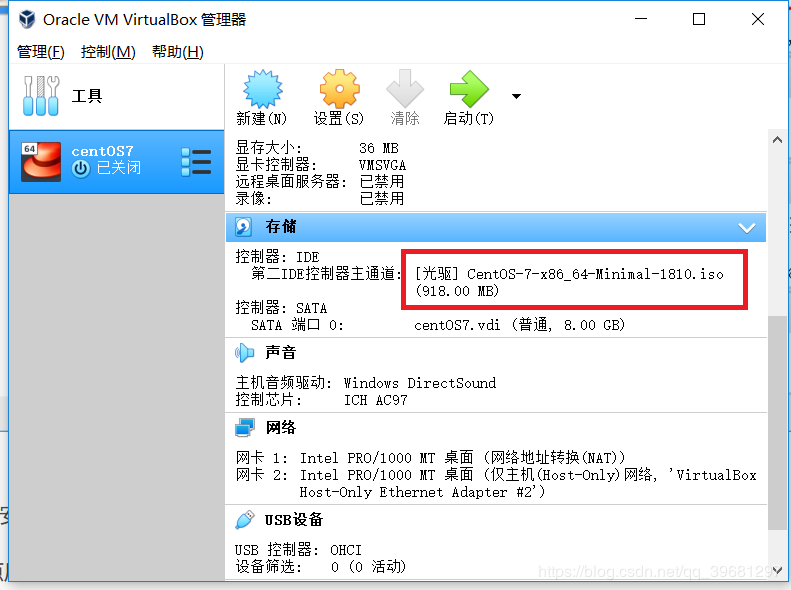 Oracle VM VirtualBox 管理器
管理(F) 控制(M) 帮助(H)
工具
新建(N) 设置(S) 清除 启动(T)
64 centOS7
已关闭
显存大小: 36 MB
显卡控制器: VMSVGA
远程桌面服务器: 已禁用
录像: 已禁用
存储
控制器: IDE
第二IDE控制器主通道: [光驱] CentOS-7-x86_64-Minimal-1810.iso
(918.00 MB)
控制器: SATA
SATA 端口 0: centOS7.vdi (普通, 8.00 GB)
声音
主机音频驱动: Windows DirectSound
控制芯片: ICH AC97
网络
网卡 1: Intel PRO/1000 MT 桌面 (网络地址转换(NAT))
网卡 2: Intel PRO/1000 MT 桌面 (仅主机(Host-Only)网络, 'VirtualBox
Host-Only Ethernet Adapter #2')
USB设备
USB 控制器: OHCI
设备筛选: 0 (0 活动)